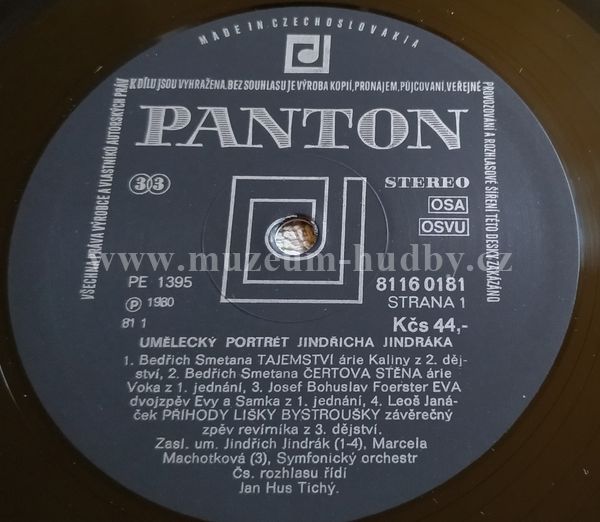 MADE IN CZECHOSLOVAKIA
VŠECHNA PRÁVA VÝROBCE A VLASTNÍKŮ AUTORSKÝCH PRÁV
K DÍLU JSOU VYHRAŽENA. BEZ SOUHLASU JE VÝROBA KOPIÍ, PRONÁJEM, PŮJČOVÁNÍ, VEŘEJNÉ
PROVOZOVÁNÍ A ROZHLASOVÉ ŠÍŘENÍ TÉTO DESKY ZAKÁZÁNO
PANTON
33
STEREO
OSA
OSVU
www.muzeum-hudby.cz
PE 1395
8116 0181
Ⓟ 1980
STRANA 1
81 1
Kčs 44,-
UMĚLECKÝ PORTRÉT JINDŘICHA JINDRÁKA
1. Bedřich Smetana TAJEMSTVÍ árie Kaliny z 2. děj-
ství, 2. Bedřich Smetana ČERTOVA STĚNA árie
Voka z 1. jednání, 3. Josef Bohuslav Foerster EVA
dvojzpěv Evy a Samka z 1. jednání, 4. Leoš Janá-
ček PŘÍHODY LIŠKY BYSTROUŠKY závěrečný
zpěv revírníka z 3. dějství.
Zasl. um. Jindřich Jindrák (1-4), Marcela
Machotková (3), Symfonický orchestr
Čs. rozhlasu řídí
Jan Hus Tichý.